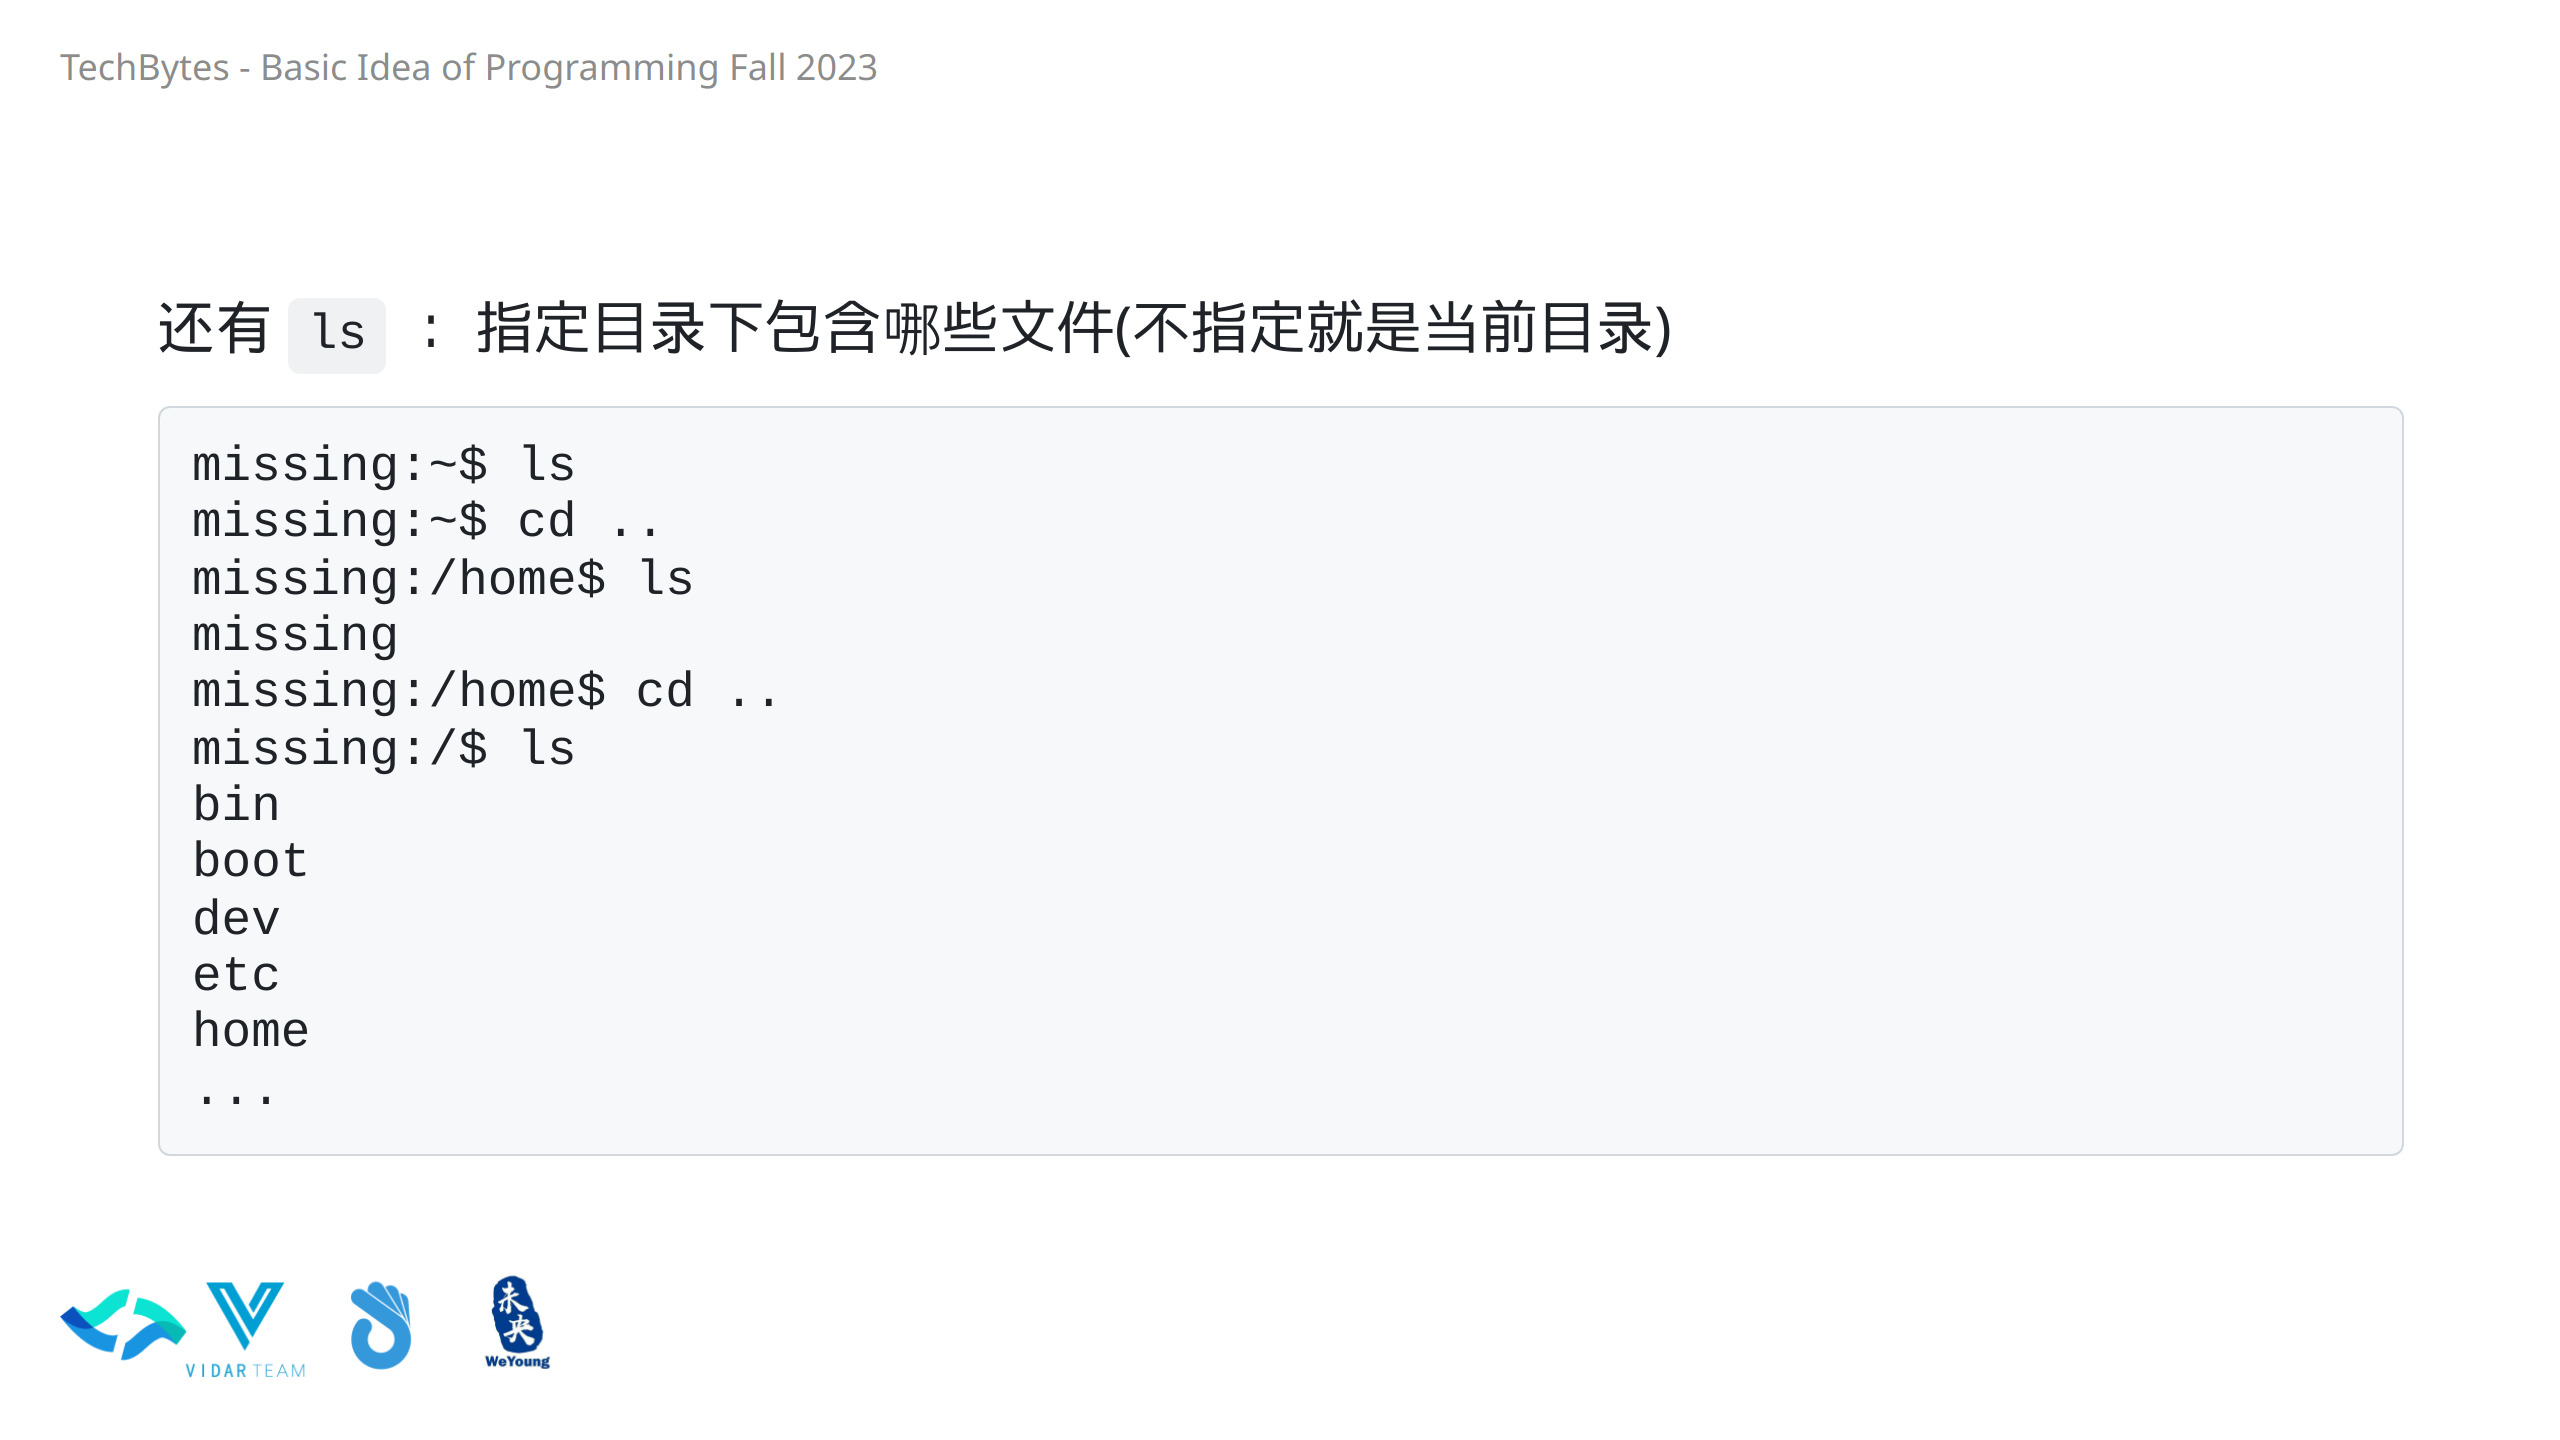 TechBytes - Basic Idea of Programming Fall 2023
还有 ls : 指定目录下包含哪些文件(不指定就是当前目录)
missing:~$ ls
missing:~$ cd ..
missing:/home$ ls
missing
missing:/home$ cd ..
missing:/$ ls
bin
boot
dev
etc
home
...
VIDAR TEAM
未央
WeYoung